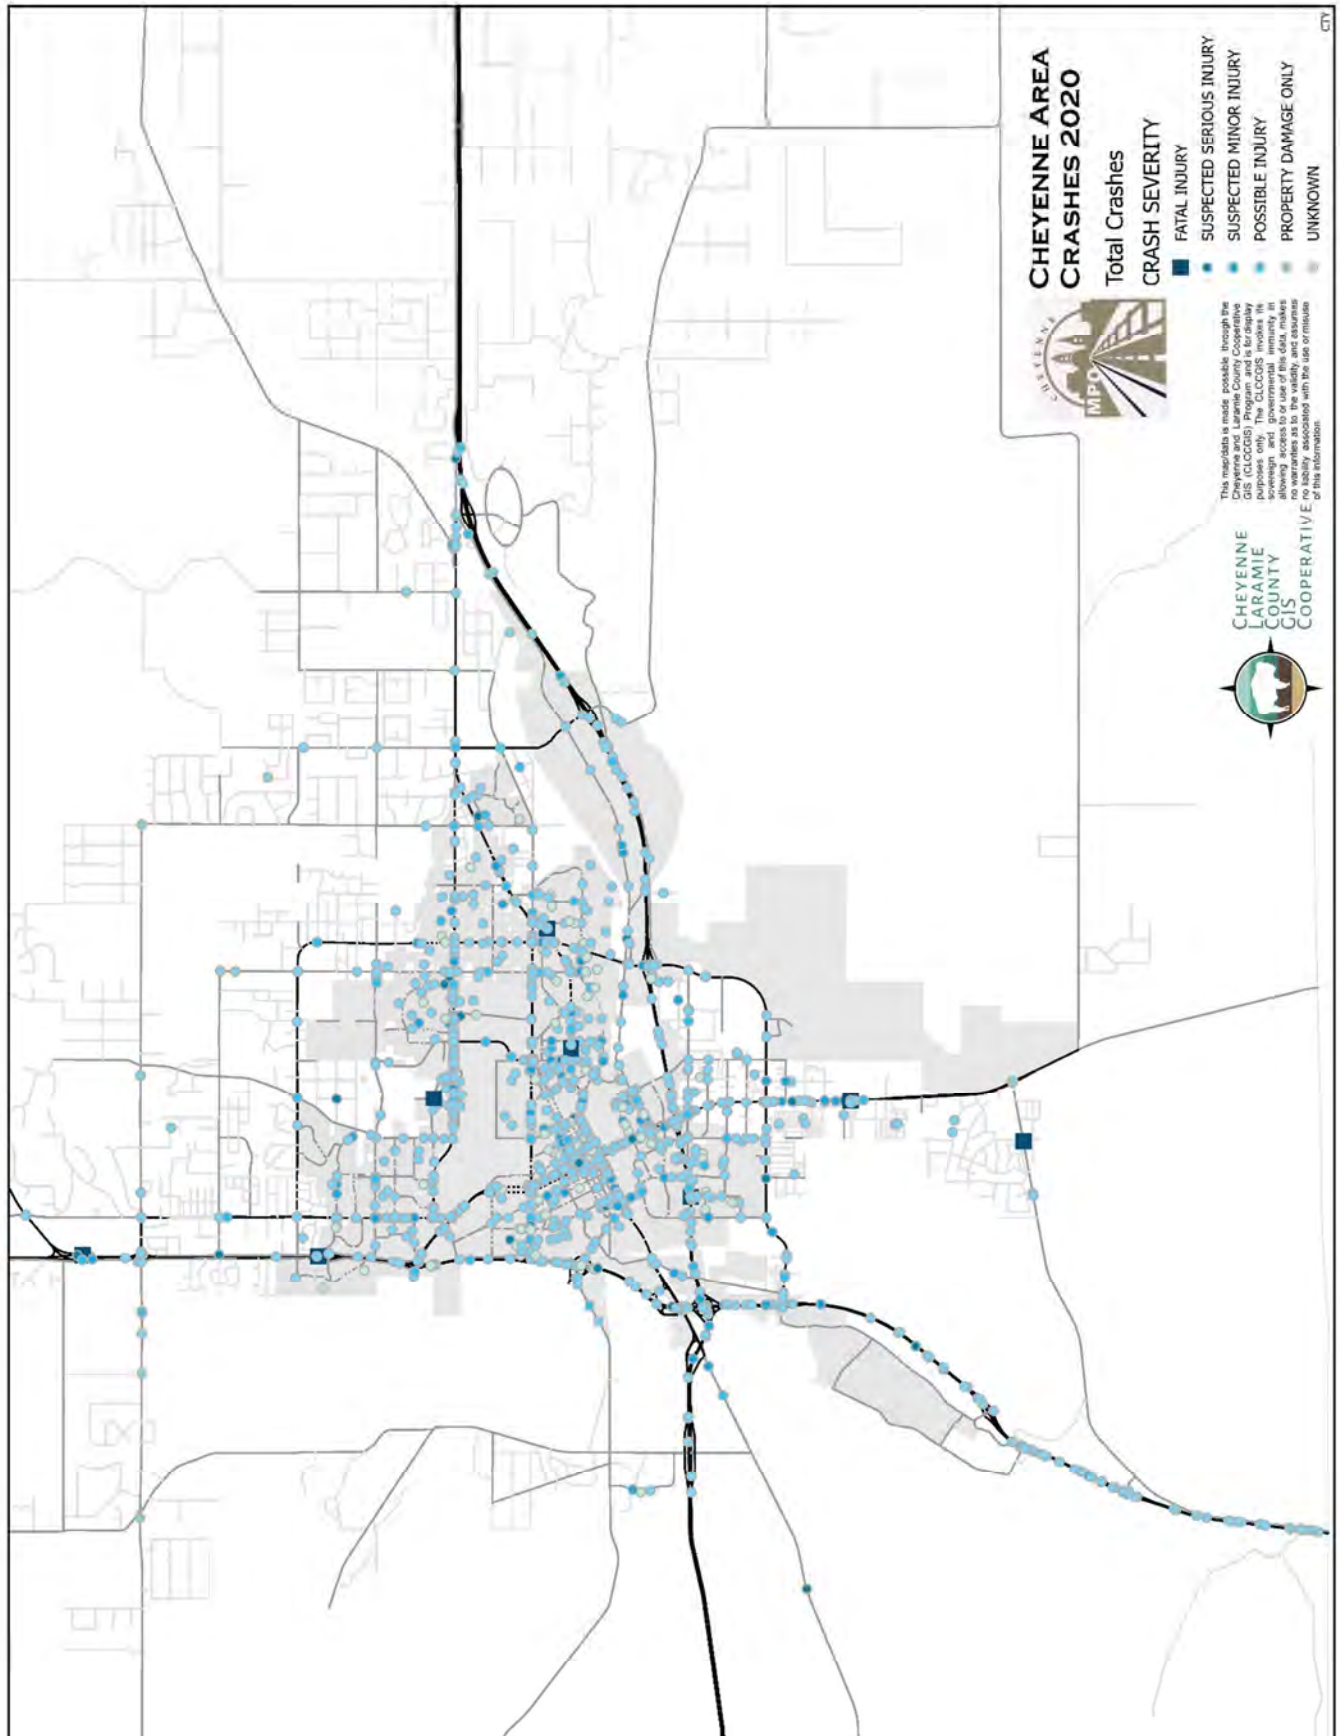 CHEYENNE AREA
CRASHES 2020
Total Crashes
CRASH SEVERITY
FATAL INJURY
SUSPECTED SERIOUS INJURY
SUSPECTED MINOR INJURY
POSSIBLE INJURY
PROPERTY DAMAGE ONLY
UNKNOWN
CHEYENNE
MPO
This map/data is made possible through the
Cheyenne and Laramie County Cooperative
GIS (CLCCGIS) Program and is for display
purposes only. The CLCCGIS invokes its
sovereign and governmental immunity in
allowing access to or use of this data, makes
no warranties as to the validity, and assumes
no liability associated with the use or misuse
of this information.
CHEYENNE
LARAMIE
COUNTY
GIS
COOPERATIVE
CTY